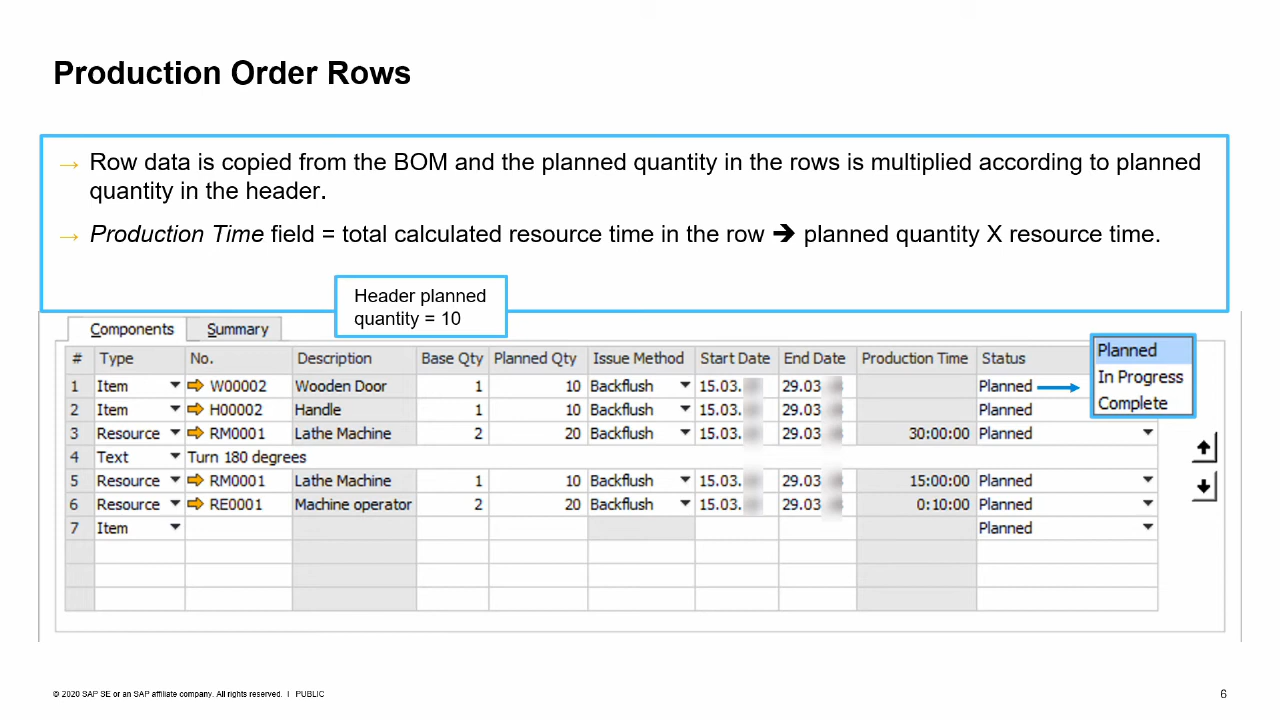 Production Order Rows
→ Row data is copied from the BOM and the planned quantity in the rows is multiplied according to planned
quantity in the header.
→ Production Time field = total calculated resource time in the row ➔ planned quantity X resource time.
Header planned
quantity = 10
Components Summary
# Type No. Description Base Qty Planned Qty Issue Method Start Date End Date Production Time Status
1 Item W00002 Wooden Door 1 10 Backflush 15.03. 29.03 Planned
2 Item H00002 Handle 1 10 Backflush 15.03. 29.03 Planned
3 Resource RM0001 Lathe Machine 2 20 Backflush 15.03. 29.03 30:00:00 Planned
4 Text Turn 180 degrees
5 Resource RM0001 Lathe Machine 1 10 Backflush 15.03. 29.03 15:00:00 Planned
6 Resource RE0001 Machine operator 2 20 Backflush 15.03. 29.03 0:10:00 Planned
7 Item Planned
Planned
In Progress
Complete
© 2020 SAP SE or an SAP affiliate company. All rights reserved. I PUBLIC
6